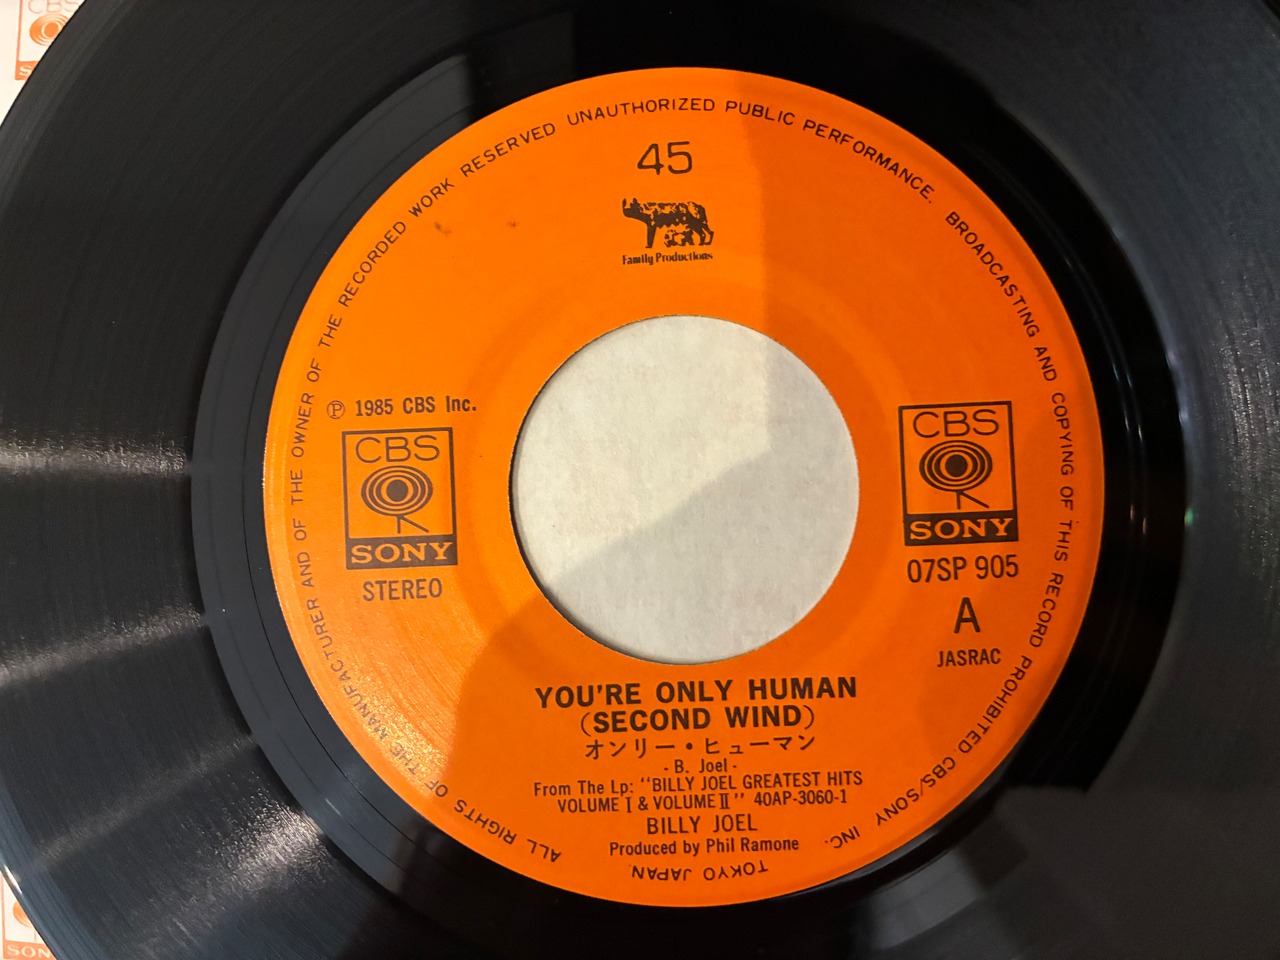 CBS
ALL RIGHTS OF THE MANUFACTURER AND OF THE OWNER OF THE RECORDED WORK RESERVED UNAUTHORIZED PUBLIC PERFORMANCE. BROADCASTING AND COPYING OF THIS RECORD PROHIBITED. CBS/SONY INC.
TOKYO JAPAN
45
Family Productions
Ⓟ 1985 CBS Inc.
CBS
SONY
STEREO
CBS
SONY
07SP 905
A
JASRAC
YOU'RE ONLY HUMAN
(SECOND WIND)
オンリー・ヒューマン
- B. Joel -
From The Lp: "BILLY JOEL GREATEST HITS
VOLUME Ⅰ & VOLUME Ⅱ" 40AP-3060-1
BILLY JOEL
Produced by Phil Ramone
SON